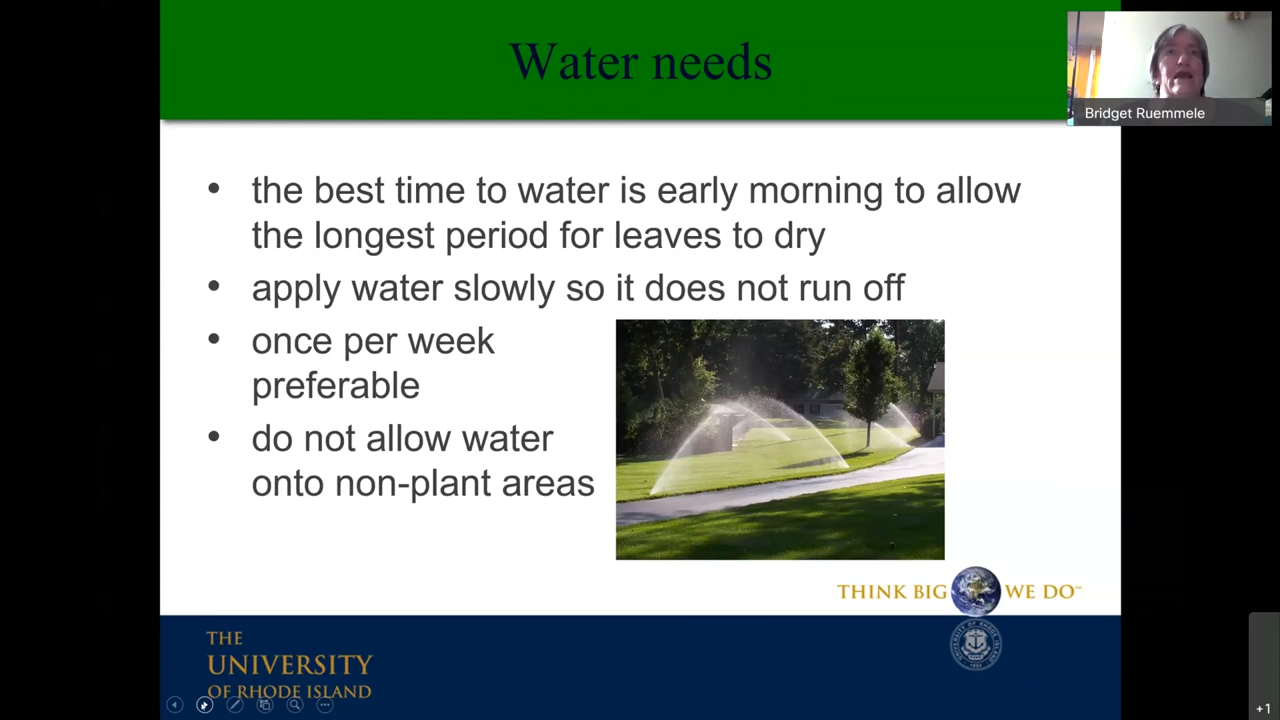 Water needs
Bridget Ruemmele
• the best time to water is early morning to allow
the longest period for leaves to dry
• apply water slowly so it does not run off
• once per week
preferable
• do not allow water
onto non-plant areas
THINK BIG WE DO℠
THE
UNIVERSITY
OF RHODE ISLAND
+1